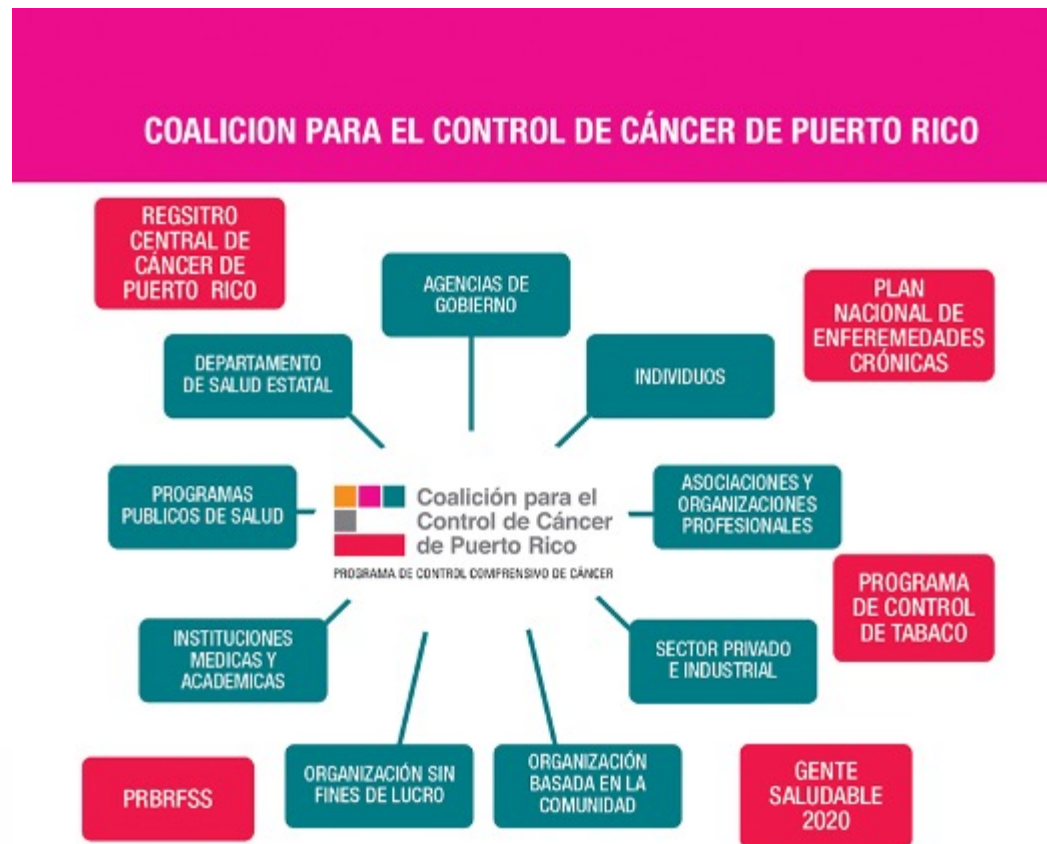 COALICION PARA EL CONTROL DE CÁNCER DE PUERTO RICO
REGSITRO
CENTRAL DE
CÁNCER DE
PUERTO RICO
AGENCIAS DE
GOBIERNO
PLAN
NACIONAL DE
ENFEREMEDADES
CRÓNICAS
DEPARTAMENTO
DE SALUD ESTATAL
INDIVIDUOS
PROGRAMAS
PUBLICOS DE SALUD
Coalición para el
Control de Cáncer
de Puerto Rico
PROGRAMA DE CONTROL COMPRENSIVO DE CÁNCER
ASOCIACIONES Y
ORGANIZACIONES
PROFESIONALES
PROGRAMA
DE CONTROL
DE TABACO
INSTITUCIONES
MEDICAS Y
ACADEMICAS
SECTOR PRIVADO
E INDUSTRIAL
PRBRFSS
ORGANIZACIÓN SIN
FINES DE LUCRO
ORGANIZACIÓN
BASADA EN LA
COMUNIDAD
GENTE
SALUDABLE
2020